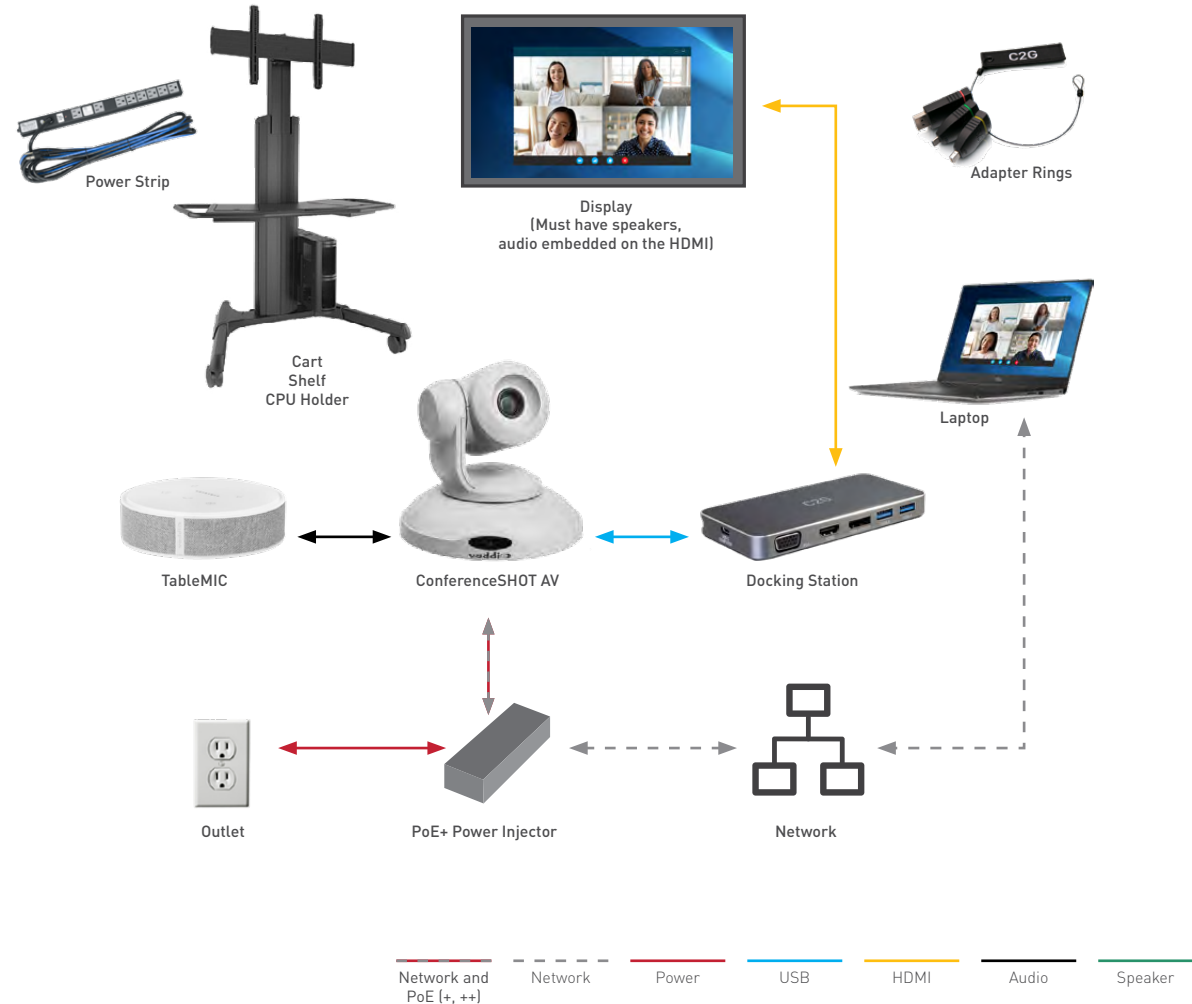 C2G
Power Strip
Display
(Must have speakers,
audio embedded on the HDMI)
Adapter Rings
Cart
Shelf
CPU Holder
Laptop
C2G
vaddio
TableMIC
ConferenceSHOT AV
Docking Station
Outlet
PoE+ Power Injector
Network
Network and
PoE (+, ++)
Network
Power
USB
HDMI
Audio
Speaker